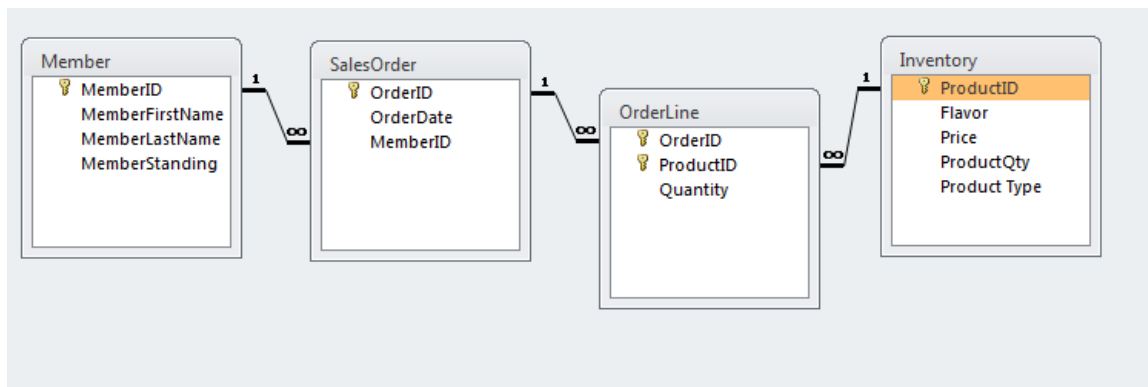 Member
MemberID
MemberFirstName
MemberLastName
MemberStanding
1
∞
SalesOrder
OrderID
OrderDate
MemberID
1
∞
OrderLine
OrderID
ProductID
Quantity
∞
1
Inventory
ProductID
Flavor
Price
ProductQty
Product Type